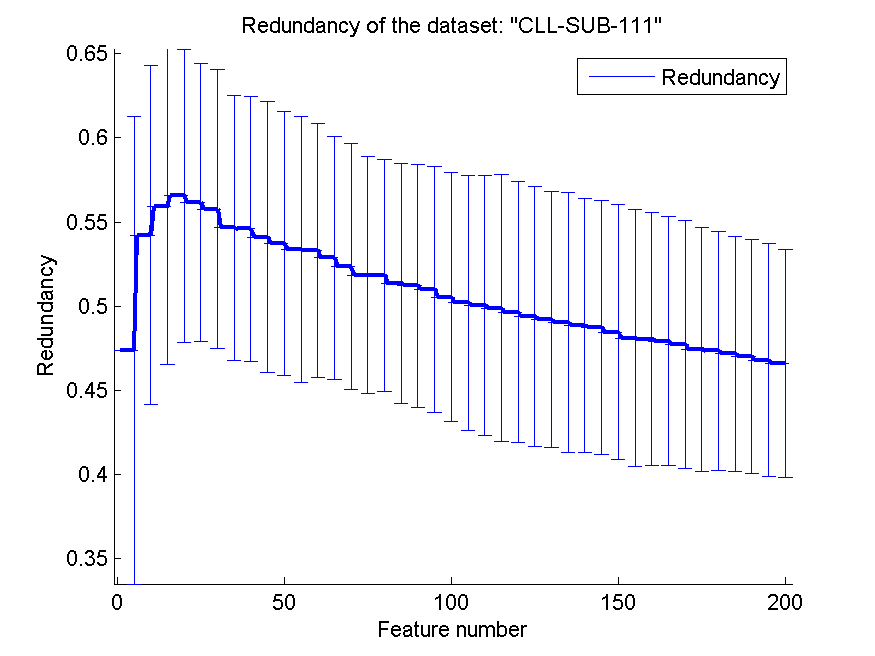 Redundancy of the dataset: "CLL-SUB-111"
Redundancy
0.65
0.6
0.55
0.5
0.45
0.4
0.35
Redundancy
0 50 100 150 200
Feature number